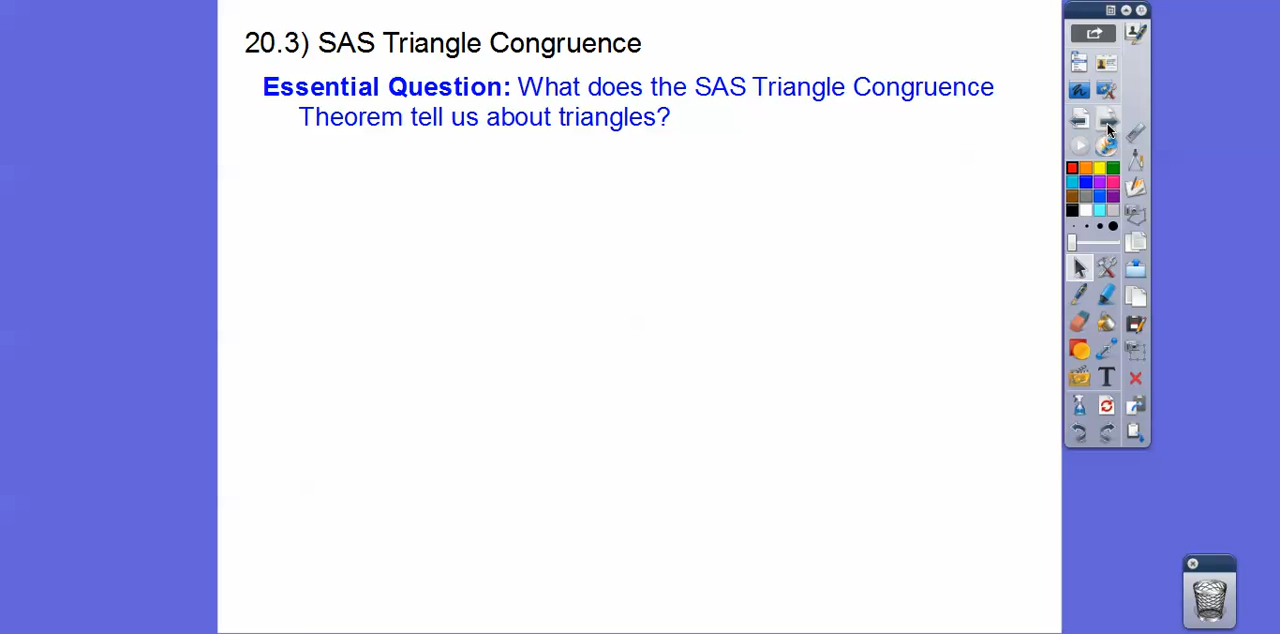 20.3) SAS Triangle Congruence
Essential Question: What does the SAS Triangle Congruence
Theorem tell us about triangles?
T